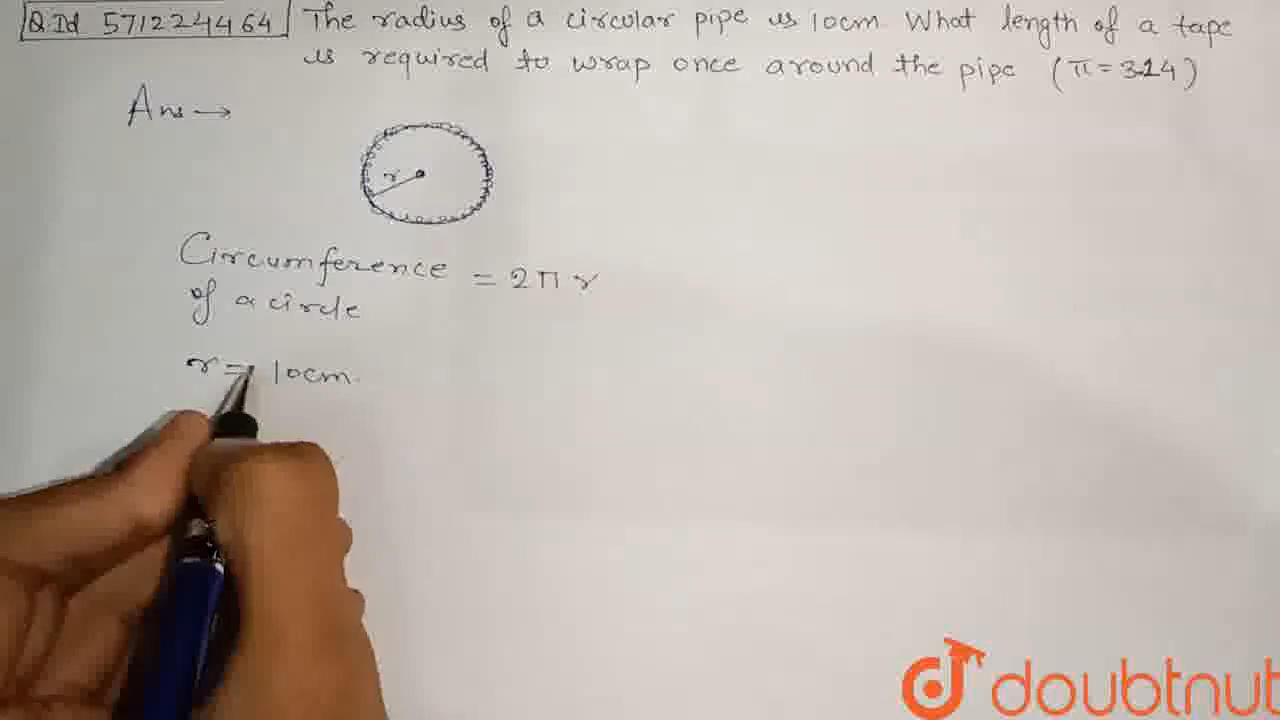 Q Id 571224464 The radius of a circular pipe is 10cm What length of a tape
is required to wrap once around the pipe (π = 3.14)
Ans →
r
Circumference = 2πr
of a circle
r = 10cm.
doubtnut